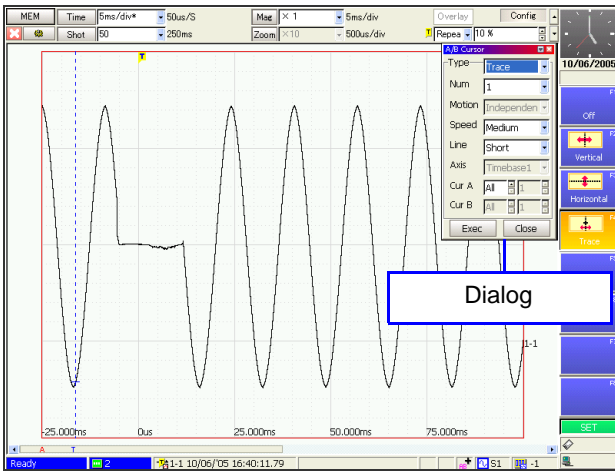 MEM Time 5ms/div* 50us/S Mag × 1 5ms/div Overlay Config
Shot 50 250ms Zoom ×10 500us/div T Repea 10 %
T
A/B Cursor
Type Trace
Num 1
Motion Independen
Speed Medium
Line Short
Axis Timebase1
Cur A All 1
Cur B All 1
Exec Close
Dialog
10/06/2005
Off
F2
Vertical
F3
Horizontal
Trace
SET
1-1
-25.000ms 0us 25.000ms 50.000ms 75.000ms
A T
Ready 2 1-1 10/06/'05 16:40:11.79 S1 -1